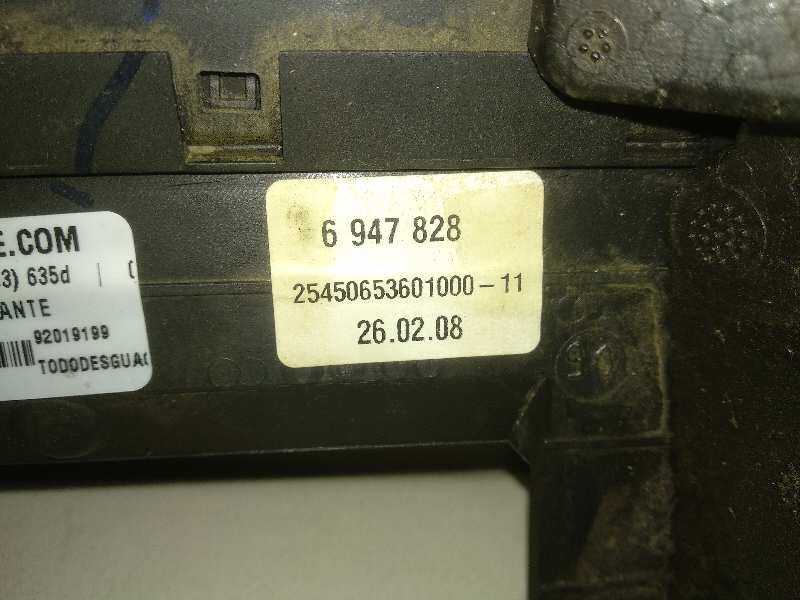 6 947 828
25450653601000-11
26.02.08
E.COM
3) 635d | (
ANTE
92019199
TODODESGUA